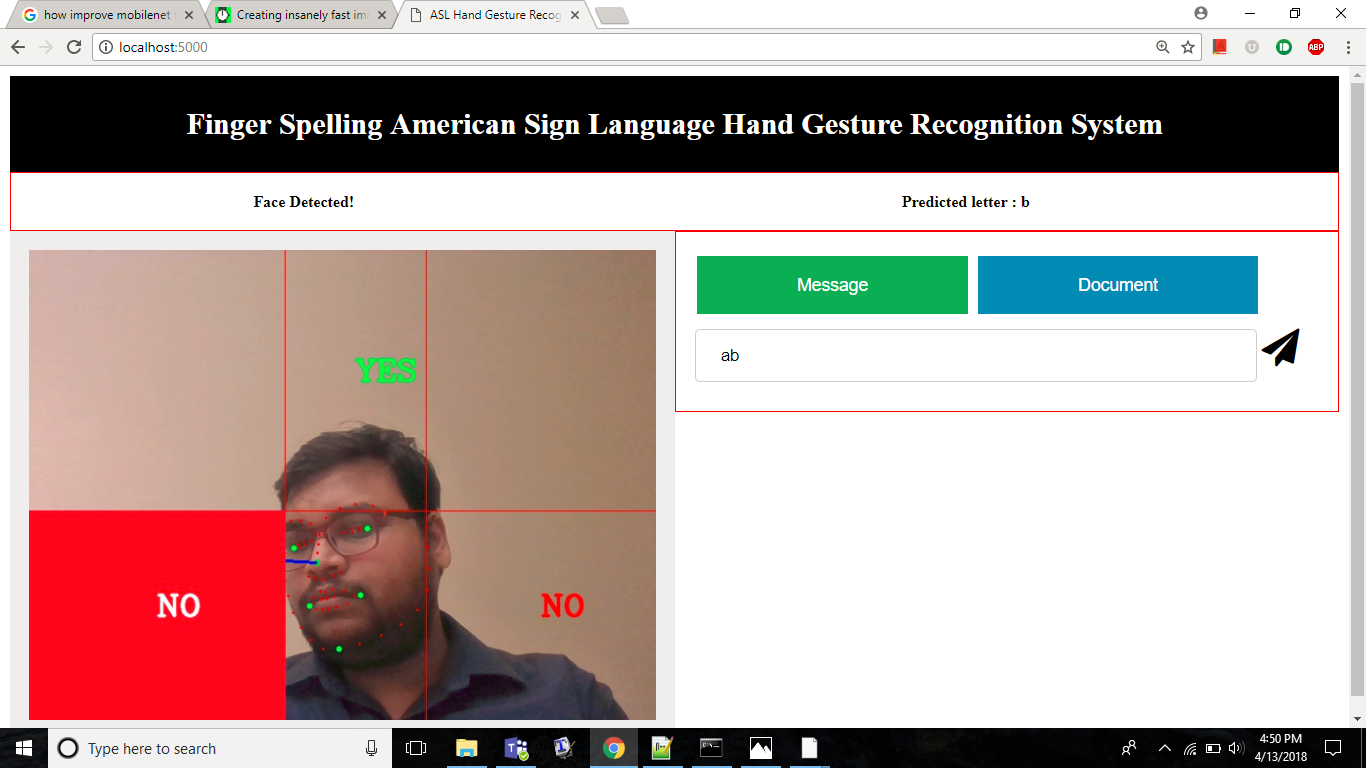 how improve mobilenet
Creating insanely fast im
ASL Hand Gesture Recog
localhost:5000
ABP
Finger Spelling American Sign Language Hand Gesture Recognition System
Face Detected!
Predicted letter : b
Message
Document
ab
YES
NO
NO
Type here to search
4:50 PM
4/13/2018